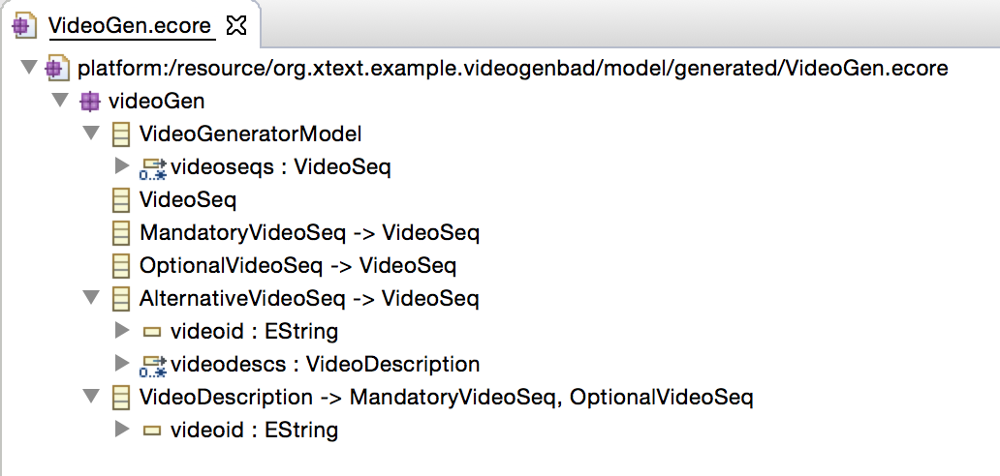 VideoGen.ecore
platform:/resource/org.xtext.example.videogenbad/model/generated/VideoGen.ecore
videoGen
VideoGeneratorModel
0..* videoseqs : VideoSeq
VideoSeq
MandatoryVideoSeq -> VideoSeq
OptionalVideoSeq -> VideoSeq
AlternativeVideoSeq -> VideoSeq
videoid : EString
0..* videodescs : VideoDescription
VideoDescription -> MandatoryVideoSeq, OptionalVideoSeq
videoid : EString